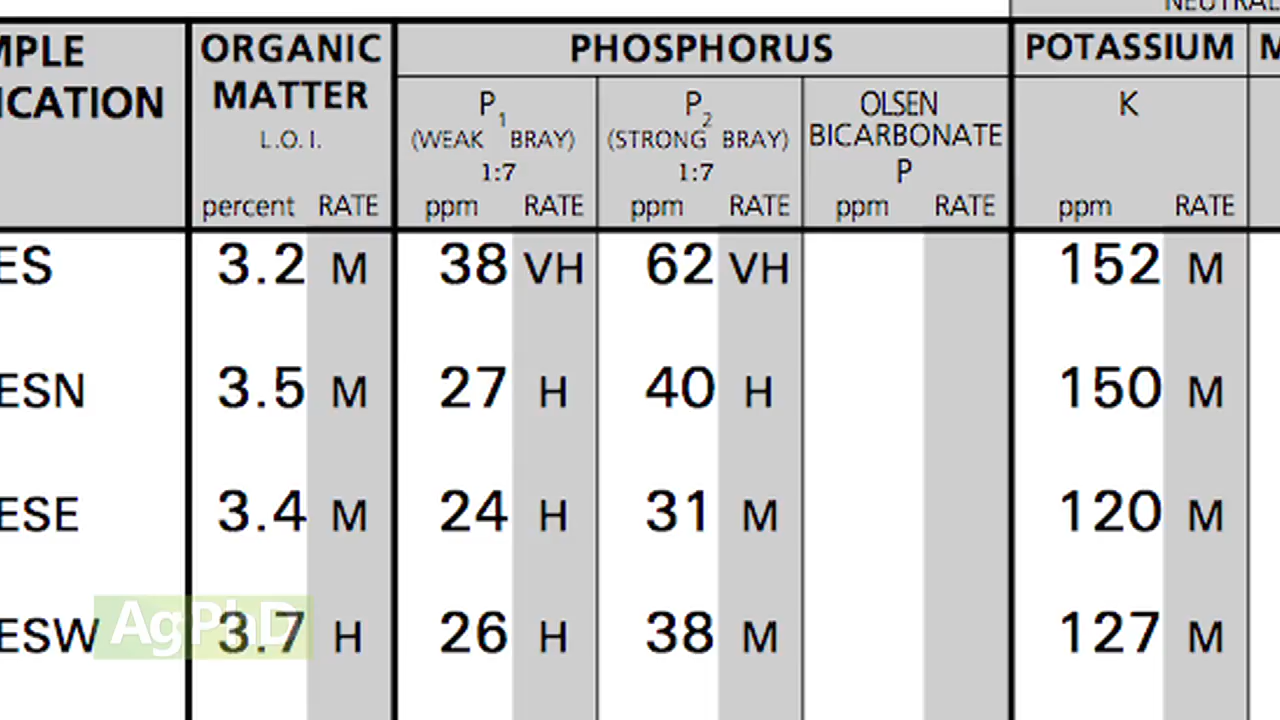 NEUTRAL
MPLE ICATION
ORGANIC MATTER
L.O.I.
percent RATE
PHOSPHORUS
P1 (WEAK BRAY) 1:7
ppm RATE
P2 (STRONG BRAY) 1:7
ppm RATE
OLSEN BICARBONATE P
ppm RATE
POTASSIUM
K
ppm RATE
M
ES 3.2 M 38 VH 62 VH 152 M
ESN 3.5 M 27 H 40 H 150 M
ESE 3.4 M 24 H 31 M 120 M
ESW 3.7 H 26 H 38 M 127 M
AgPhD